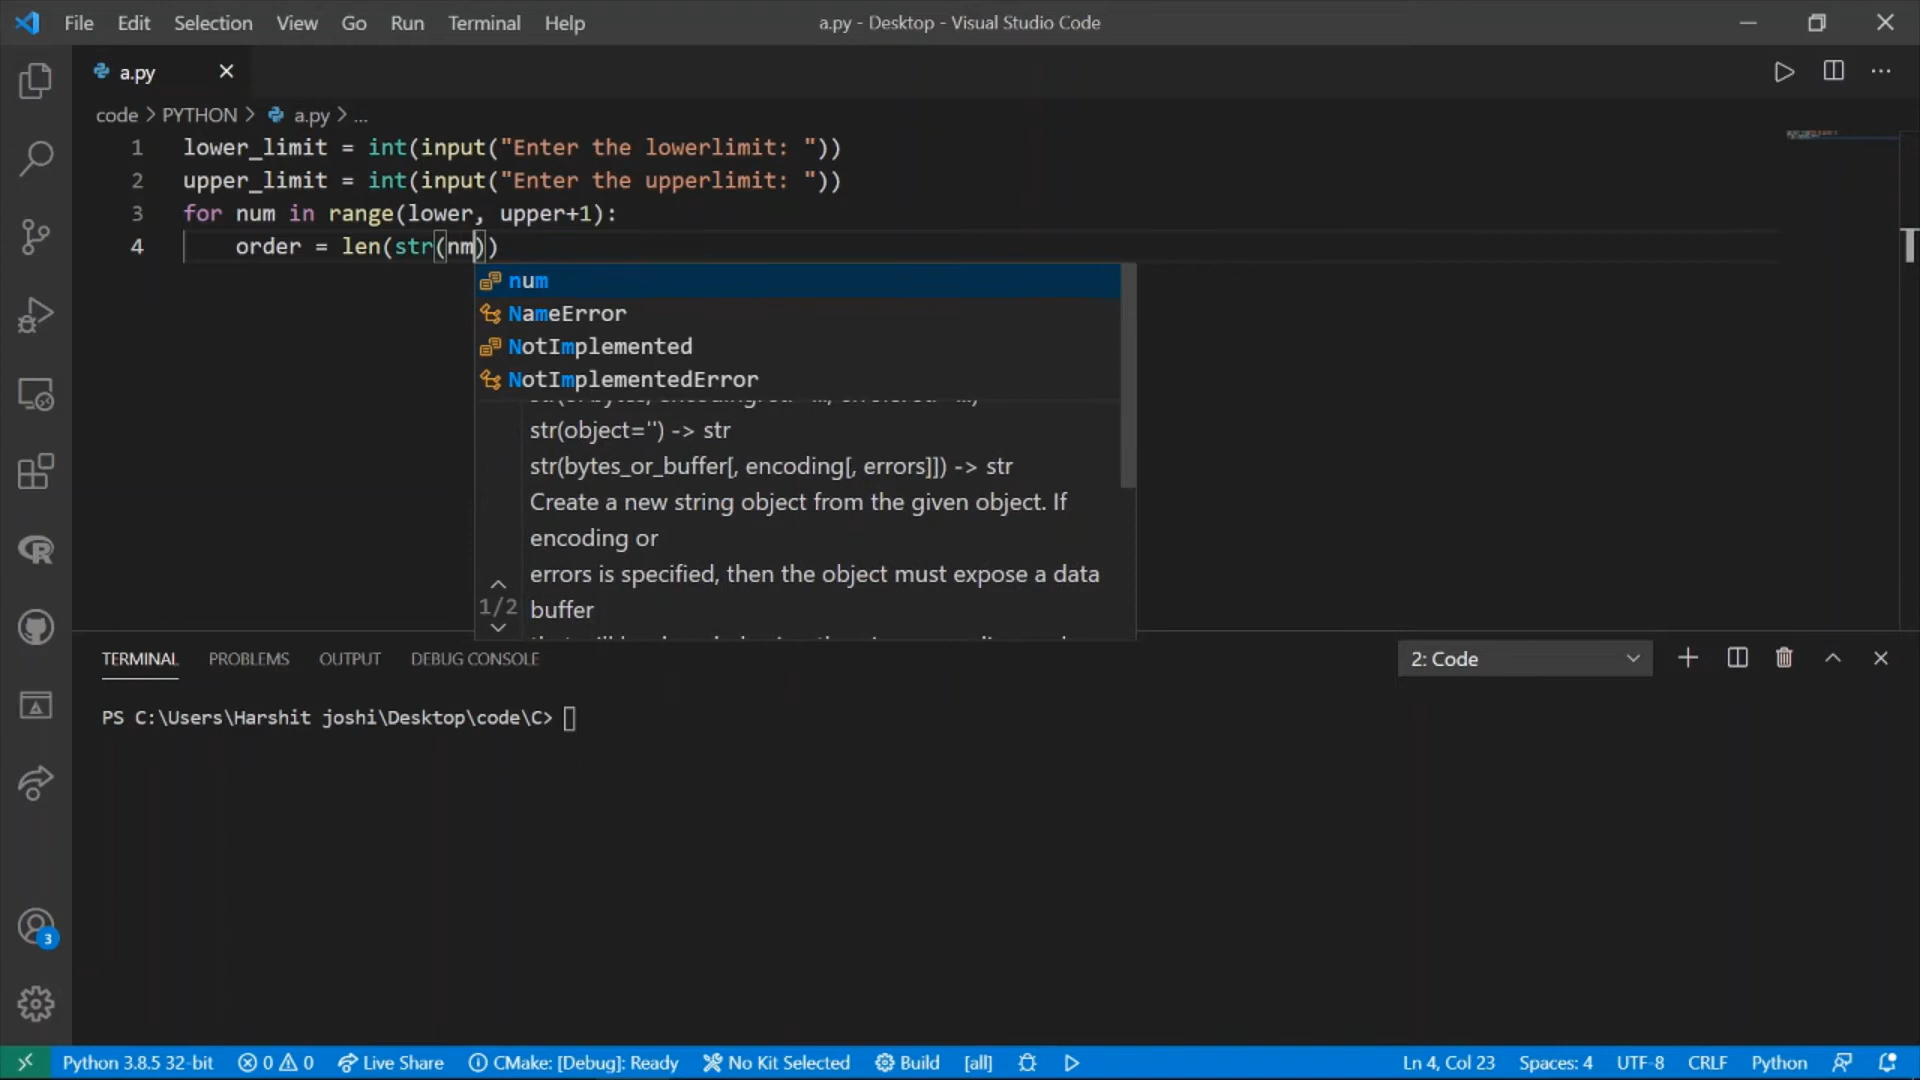 File Edit Selection View Go Run Terminal Help a.py - Desktop - Visual Studio Code
a.py
code > PYTHON > a.py > ...
1 lower_limit = int(input("Enter the lowerlimit: "))
2 upper_limit = int(input("Enter the upperlimit: "))
3 for num in range(lower, upper+1):
4 order = len(str(nm))
num
NameError
NotImplemented
NotImplementedError
str(object='') -> str
str(bytes_or_buffer[, encoding[, errors]]) -> str
Create a new string object from the given object. If
encoding or
errors is specified, then the object must expose a data
1/2 buffer
TERMINAL PROBLEMS OUTPUT DEBUG CONSOLE 2: Code
PS C:\Users\Harshit joshi\Desktop\code\C>
3
Python 3.8.5 32-bit 0 0 Live Share CMake: [Debug]: Ready No Kit Selected Build [all] Ln 4, Col 23 Spaces: 4 UTF-8 CRLF Python